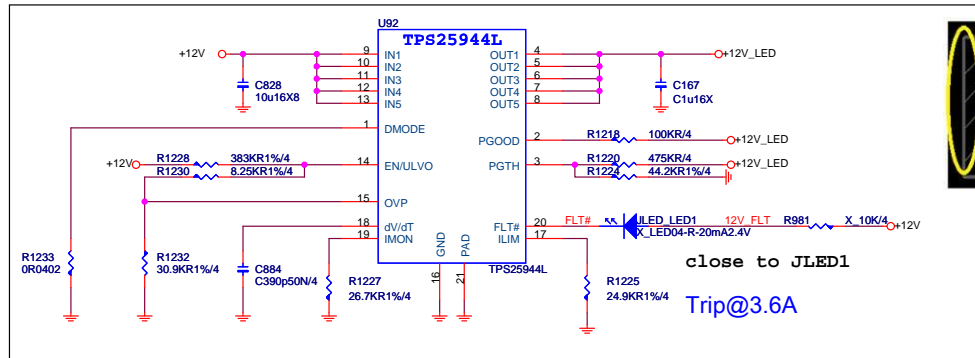 U92
TPS25944L
+12V
9
IN1
OUT1
4
+12V_LED
10
IN2
OUT2
5
11
IN3
OUT3
6
C828
12
IN4
OUT4
7
C167
10u16X8
13
IN5
OUT5
8
C1u16X
1
DMODE
PGOOD
2
R1218
100KR/4
+12V_LED
+12V
R1228
383KR1%/4
14
EN/ULVO
PGTH
3
R1220
475KR/4
+12V_LED
R1230
8.25KR1%/4
R1224
44.2KR1%/4
15
OVP
18
dV/dT
FLT#
20
FLT#
JLED_LED1
12V_FLT
R981
X_10K/4
+12V
19
IMON
ILIM
17
X_LED04-R-20mA2.4V
GND
PAD
R1233
0R0402
R1232
30.9KR1%/4
C884
C390p50N/4
R1227
26.7KR1%/4
16
21
TPS25944L
R1225
24.9KR1%/4
close to JLED1
Trip@3.6A